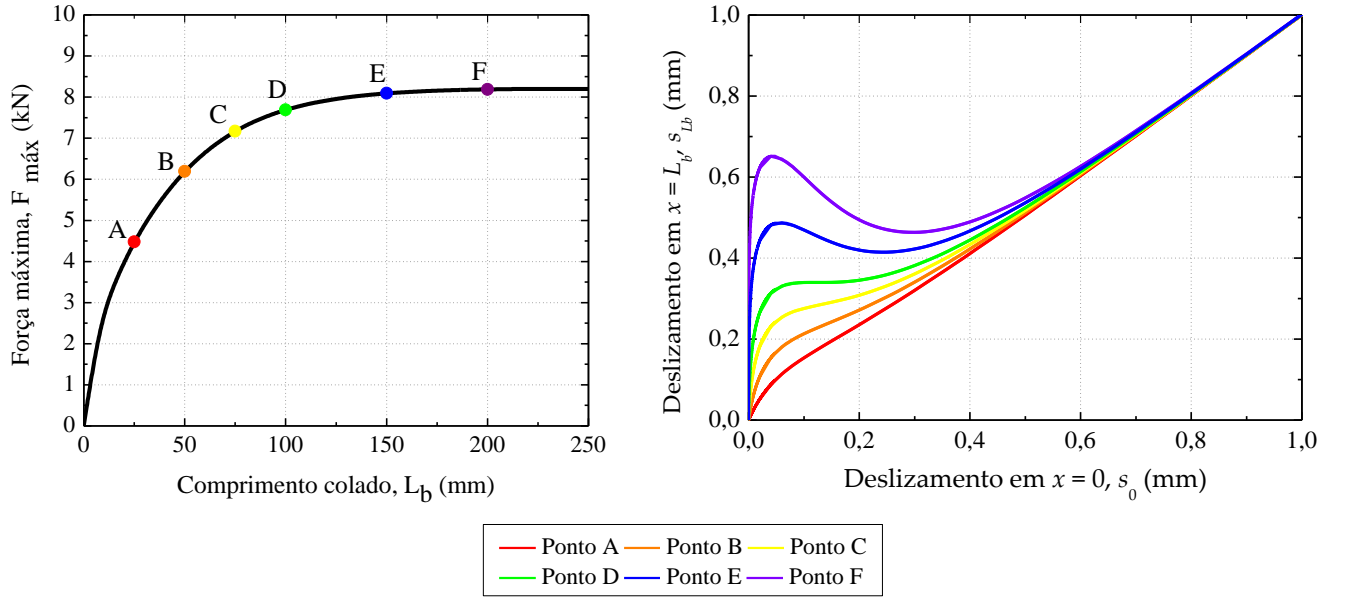 Força máxima, F máx (kN)
10
9
8
7
6
5
4
3
2
1
0
A
B
C
D
E
F
0
50
100
150
200
250
Comprimento colado, Lb (mm)
Deslizamento em x = Lb, sLb (mm)
1,0
0,8
0,6
0,4
0,2
0,0
0,0
0,2
0,4
0,6
0,8
1,0
Deslizamento em x = 0, s0 (mm)
Ponto A Ponto B Ponto C
Ponto D Ponto E Ponto F